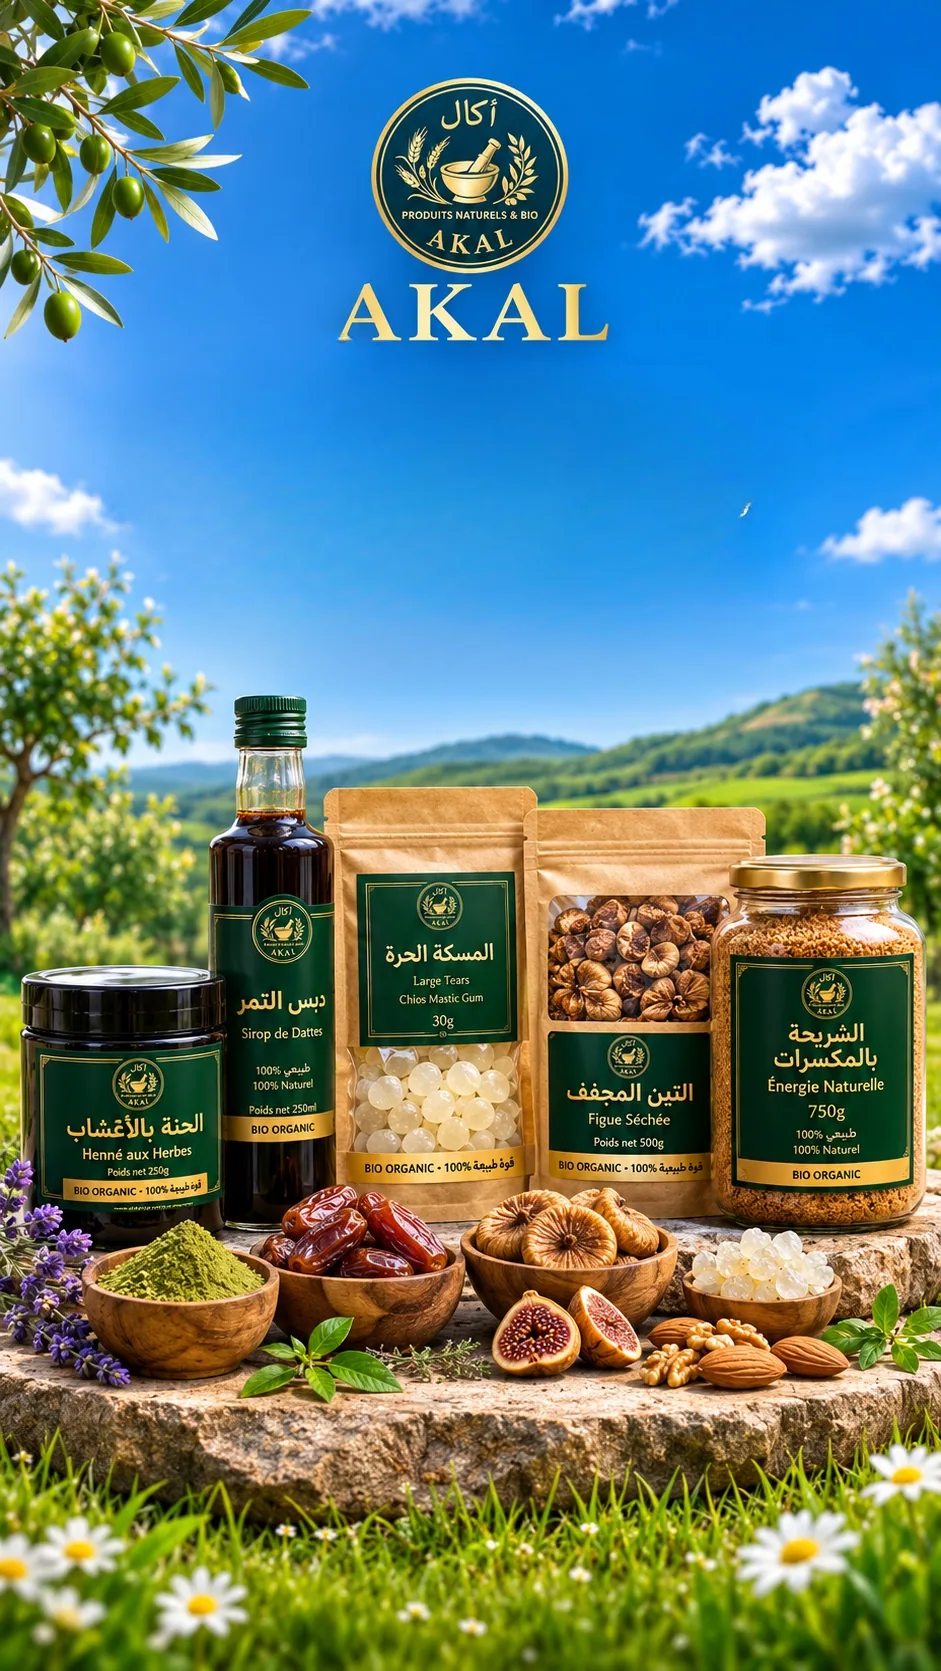 أكال
PRODUITS NATURELS & BIO
AKAL
AKAL
أكال
AKAL
الحنة بالأعشاب
Henné aux Herbes
Poids net 250g
BIO ORGANIC • 100%
أكال
AKAL
دبس التمر
Sirop de Dattes
طبيعي %100
100% Naturel
Poids net 250ml
BIO ORGANIC
أكال
AKAL
المسكة الحرة
Large Tears
Chios Mastic Gum
30g
BIO ORGANIC • 100% قوة طبيعة
أكال
AKAL
التين المجفف
Figue Séchée
Poids net 500g
BIO ORGANIC • 100% قوة طبيعة
أكال
AKAL
الشريحة
بالمكسرات
Énergie Naturelle
750g
100% طبيعي
100% Naturel
BIO ORGANIC